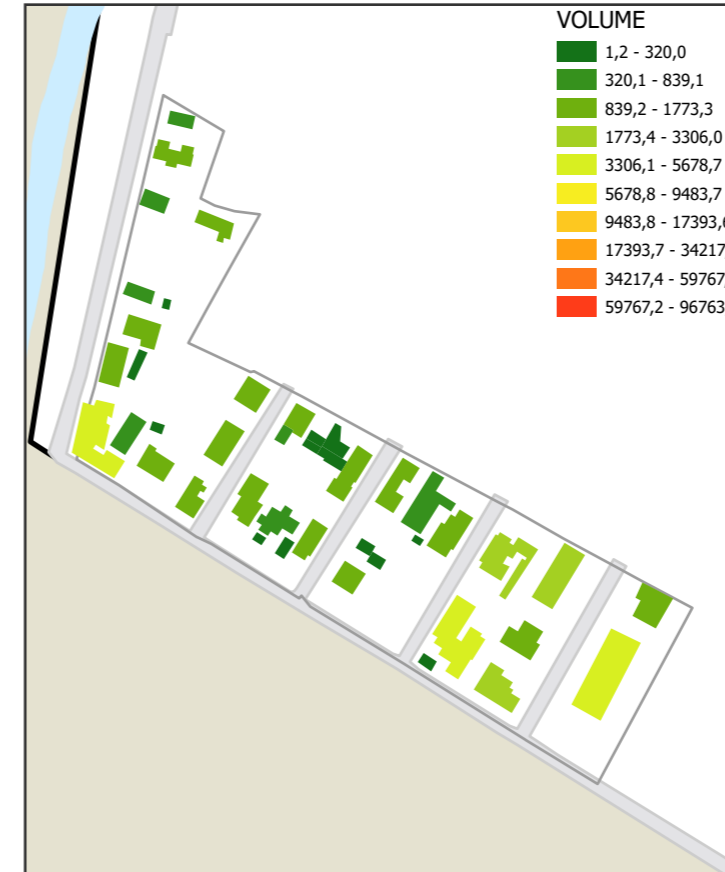 VOLUME
1,2 - 320,0
320,1 - 839,1
839,2 - 1773,3
1773,4 - 3306,0
3306,1 - 5678,7
5678,8 - 9483,7
9483,8 - 17393,6
17393,7 - 34217
34217,4 - 59767,
59767,2 - 96763